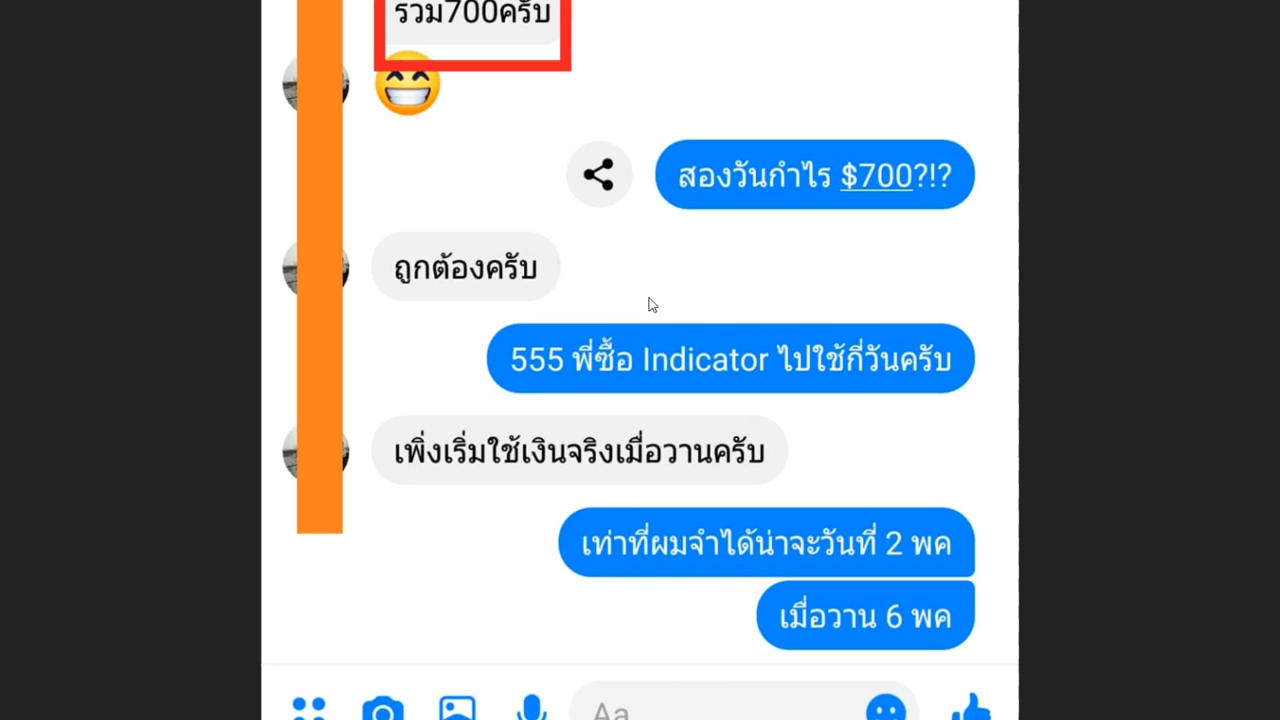 รวม700ครับ
สองวันกำไร $700?!?
ถูกต้องครับ
555 พี่ซื้อ Indicator ไปใช้กี่วันครับ
เพิ่งเริ่มใช้เงินจริงเมื่อวานครับ
เท่าที่ผมจำได้น่าจะวันที่ 2 พค
เมื่อวาน 6 พค
Aa